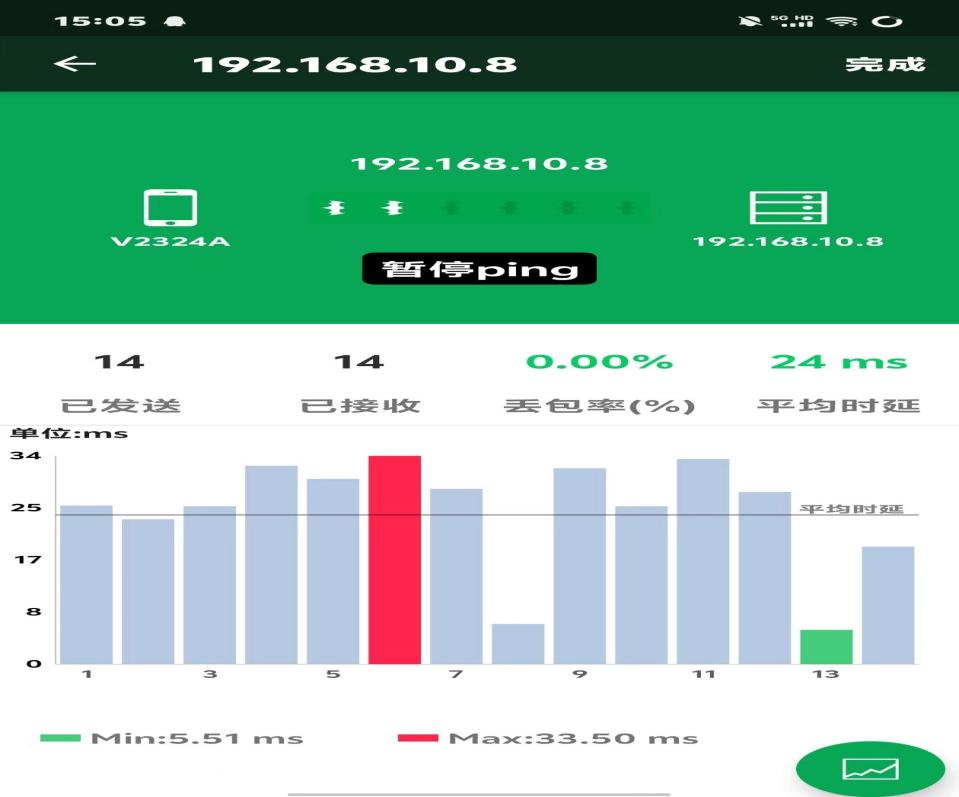 15:05
5G HD
192.168.10.8
完成
192.168.10.8
V2324A
192.168.10.8
暂停ping
14
14
0.00%
24 ms
已发送
已接收
丢包率(%)
平均时延
单位:ms
34
25
平均时延
17
8
0
1
3
5
7
9
11
13
Min:5.51 ms
Max:33.50 ms